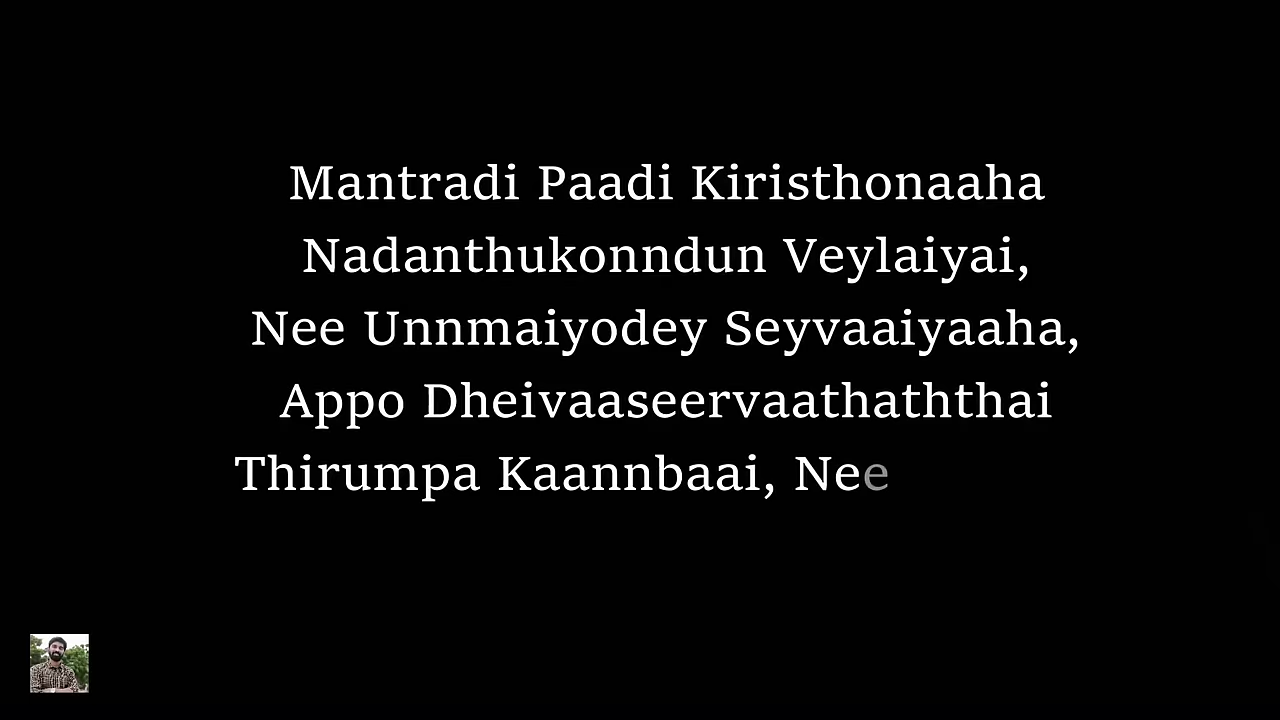 Mantradi Paadi Kiristhonaaha
Nadanthukonndun Veylaiyai,
Nee Unnmaiyodey Seyvaaiyaaha,
Appo Dheivaaseervaathaththai
Thirumpa Kaannbaai, Nee